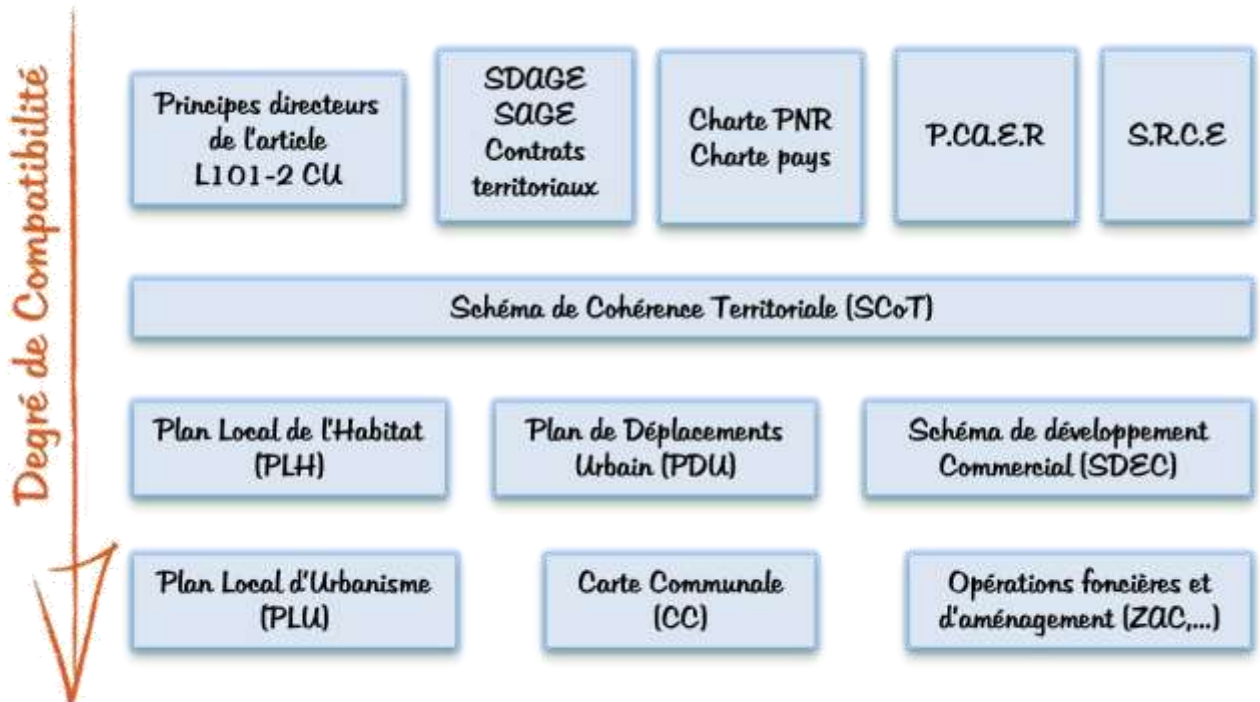 Degré de Compatibilité
Principes directeurs
de l'article
L101-2 CU
SDAGE
SAGE
Contrats
territoriaux
Charte PNR
Charte pays
P.C.A.E.R
S.R.C.E
Schéma de Cohérence Territoriale (SCoT)
Plan Local de l'Habitat
(PLH)
Plan de Déplacements
Urbain (PDU)
Schéma de développement
Commercial (SDEC)
Plan Local d'Urbanisme
(PLU)
Carte Communale
(CC)
Opérations foncières et
d'aménagement (ZAC,...)